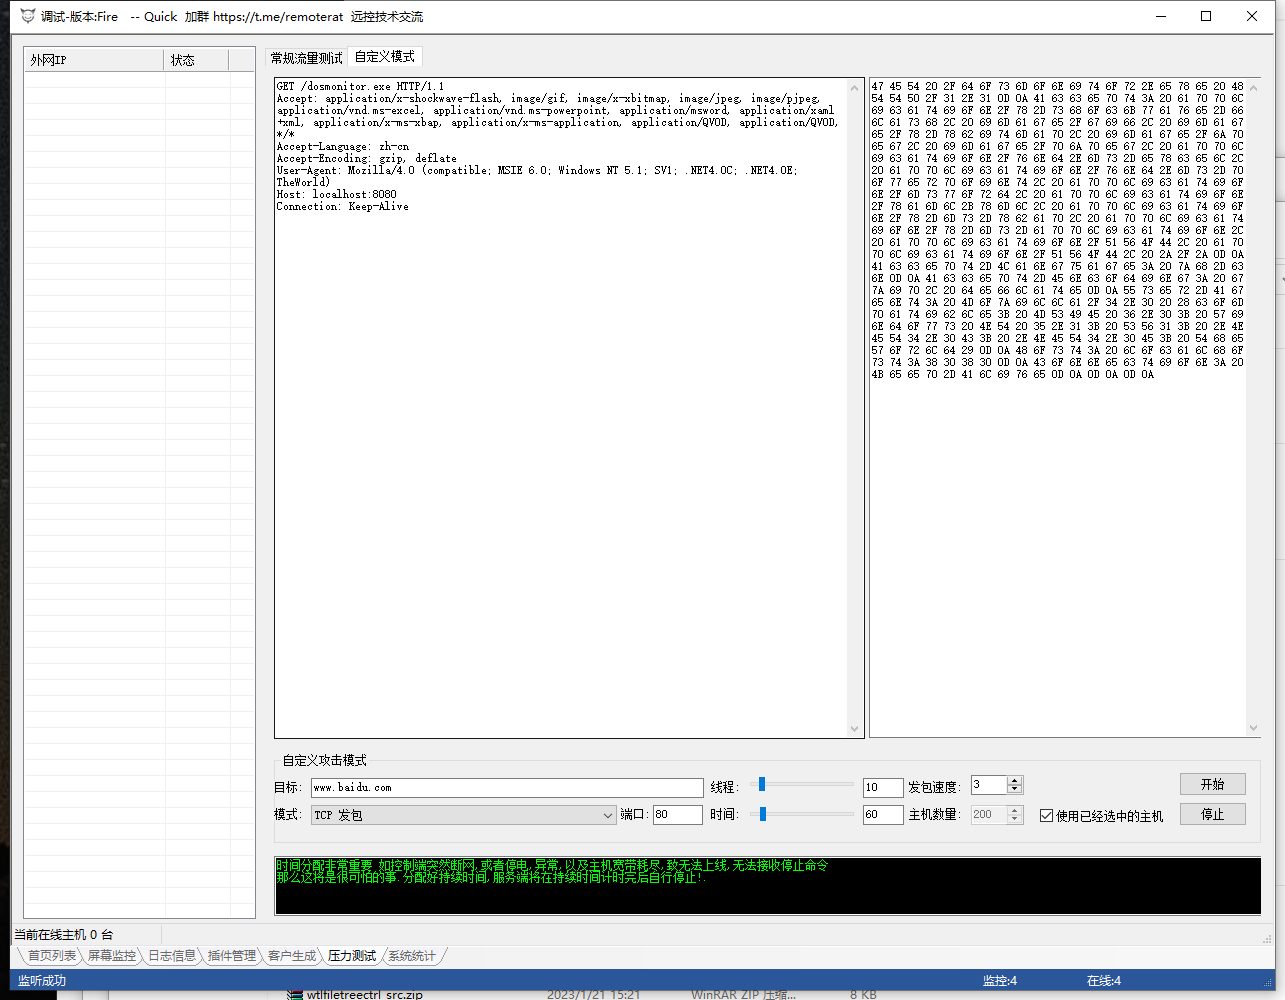 调试-版本:Fire -- Quick 加群 https://t.me/remoterat 远控技术交流
外网IP 状态
常规流量测试 自定义模式
GET /dosmonitor.exe HTTP/1.1
Accept: application/x-shockwave-flash, image/gif, image/x-xbitmap, image/jpeg, image/pjpeg,
application/vnd.ms-excel, application/vnd.ms-powerpoint, application/msword, application/xaml
+xml, application/x-ms-xbap, application/x-ms-application, application/QVOD, application/QVOD,
*/*
Accept-Language: zh-cn
Accept-Encoding: gzip, deflate
User-Agent: Mozilla/4.0 (compatible; MSIE 6.0; Windows NT 5.1; SV1; .NET4.0C; .NET4.0E;
TheWorld)
Host: localhost:8080
Connection: Keep-Alive
47 45 54 20 2F 64 6F 73 6D 6F 6E 69 74 6F 72 2E 65 78 65 20 48
54 54 50 2F 31 2E 31 0D 0A 41 63 63 65 70 74 3A 20 61 70 70 6C
69 63 61 74 69 6F 6E 2F 78 2D 73 68 6F 63 6B 77 61 76 65 2D 66
6C 61 73 68 2C 20 69 6D 61 67 65 2F 67 69 66 2C 20 69 6D 61 67
65 2F 78 2D 78 62 69 74 6D 61 70 2C 20 69 6D 61 67 65 2F 6A 70
65 67 2C 20 69 6D 61 67 65 2F 70 6A 70 65 67 2C 20 61 70 70 6C
69 63 61 74 69 6F 6E 2F 76 6E 64 2E 6D 73 2D 65 78 63 65 6C 2C
20 61 70 70 6C 69 63 61 74 69 6F 6E 2F 76 6E 64 2E 6D 73 2D 70
6F 77 65 72 70 6F 69 6E 74 2C 20 61 70 70 6C 69 63 61 74 69 6F
6E 2F 6D 73 77 6F 72 64 2C 20 61 70 70 6C 69 63 61 74 69 6F 6E
2F 78 61 6D 6C 2B 78 6D 6C 2C 20 61 70 70 6C 69 63 61 74 69 6F
6E 2F 78 2D 6D 73 2D 78 62 61 70 2C 20 61 70 70 6C 69 63 61 74
69 6F 6E 2F 78 2D 6D 73 2D 61 70 70 6C 69 63 61 74 69 6F 6E 2C
20 61 70 70 6C 69 63 61 74 69 6F 6E 2F 51 56 4F 44 2C 20 61 70
70 6C 69 63 61 74 69 6F 6E 2F 51 56 4F 44 2C 20 2A 2F 2A 0D 0A
41 63 63 65 70 74 2D 4C 61 6E 67 75 61 67 65 3A 20 7A 68 2D 63
6E 0D 0A 41 63 63 65 70 74 2D 45 6E 63 6F 64 69 6E 67 3A 20 67
7A 69 70 2C 20 64 65 66 6C 61 74 65 0D 0A 55 73 65 72 2D 41 67
65 6E 74 3A 20 4D 6F 7A 69 6C 6C 61 2F 34 2E 30 20 28 63 6F 6D
70 61 74 69 62 6C 65 3B 20 4D 53 49 45 20 36 2E 30 3B 20 57 69
6E 64 6F 77 73 20 4E 54 20 35 2E 31 3B 20 53 56 31 3B 20 2E 4E
45 54 34 2E 30 43 3B 20 2E 4E 45 54 34 2E 30 45 3B 20 54 68 65
57 6F 72 6C 64 29 0D 0A 48 6F 73 74 3A 20 6C 6F 63 61 6C 68 6F
73 74 3A 38 30 38 30 0D 0A 43 6F 6E 6E 65 63 74 69 6F 6E 3A 20
4B 65 65 70 2D 41 6C 69 76 65 0D 0A 0D 0A 0D 0A
自定义攻击模式
目标: www.baidu.com 线程: 10 发包速度: 3 开始
模式: TCP 发包 端口: 80 时间: 60 主机数量: 200 使用已经选中的主机 停止
时间分配非常重要.如控制端突然断网,或者停电,异常,以及主机宽带耗尽,致无法上线,无法接收停止命令
那么这将是很可怕的事.分配好持续时间,服务端将在持续时间计时完后自行停止!.
当前在线主机 0 台
首页列表 屏幕监控 日志信息 插件管理 客户生成 压力测试 系统统计
监听成功 监控:4 在线:4
wtlfiletreectrl_src.zip 2023/1/21 15:21 WinRAR ZIP 压缩... 8 KB